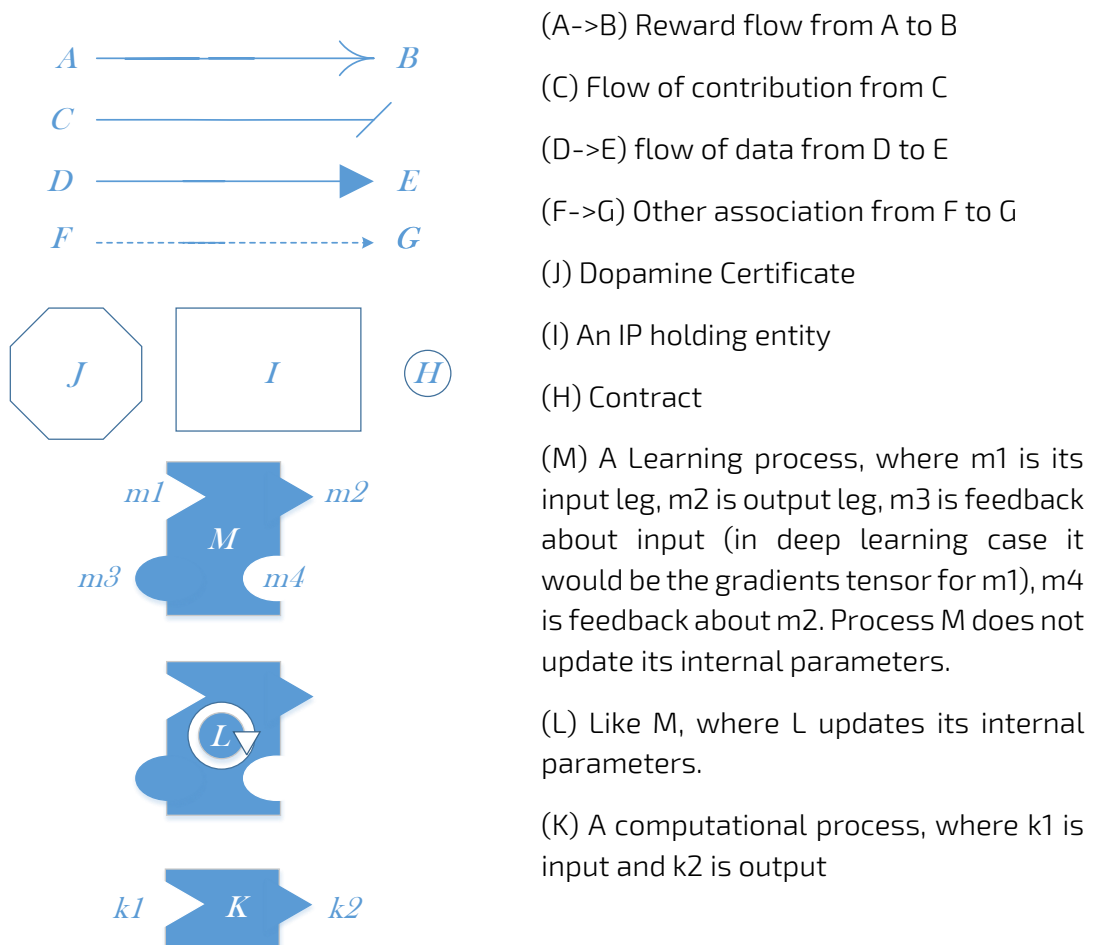 A B (A->B) Reward flow from A to B
C (C) Flow of contribution from C
D E (D->E) flow of data from D to E
F G (F->G) Other association from F to G
(J) Dopamine Certificate
(I) An IP holding entity
J I H
(H) Contract
(M) A Learning process, where m1 is its
input leg, m2 is output leg, m3 is feedback
about input (in deep learning case it
would be the gradients tensor for m1), m4
is feedback about m2. Process M does not
update its internal parameters.
m1 m2
M
m3 m4
(L) Like M, where L updates its internal
parameters.
L
(K) A computational process, where k1 is
input and k2 is output
k1 K k2